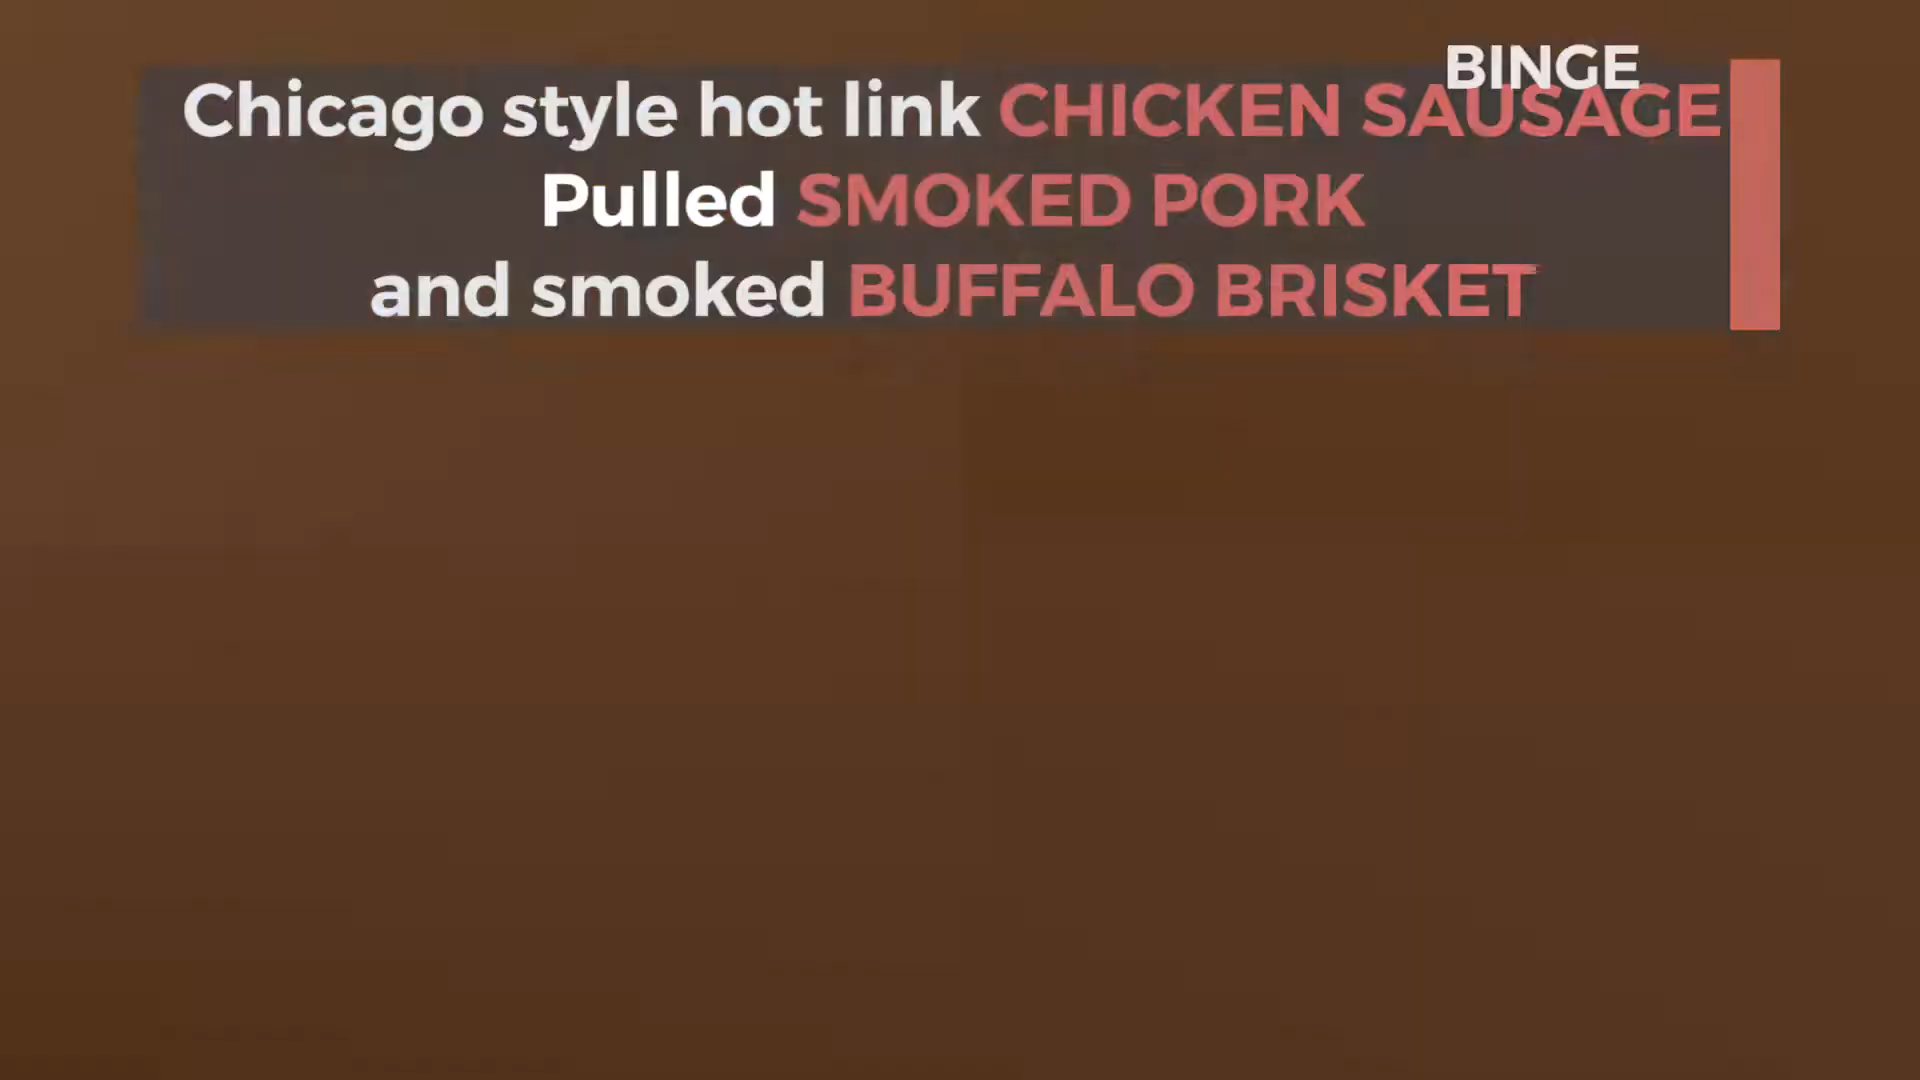 BINGE
Chicago style hot link CHICKEN SAUSAGE
Pulled SMOKED PORK
and smoked BUFFALO BRISKET